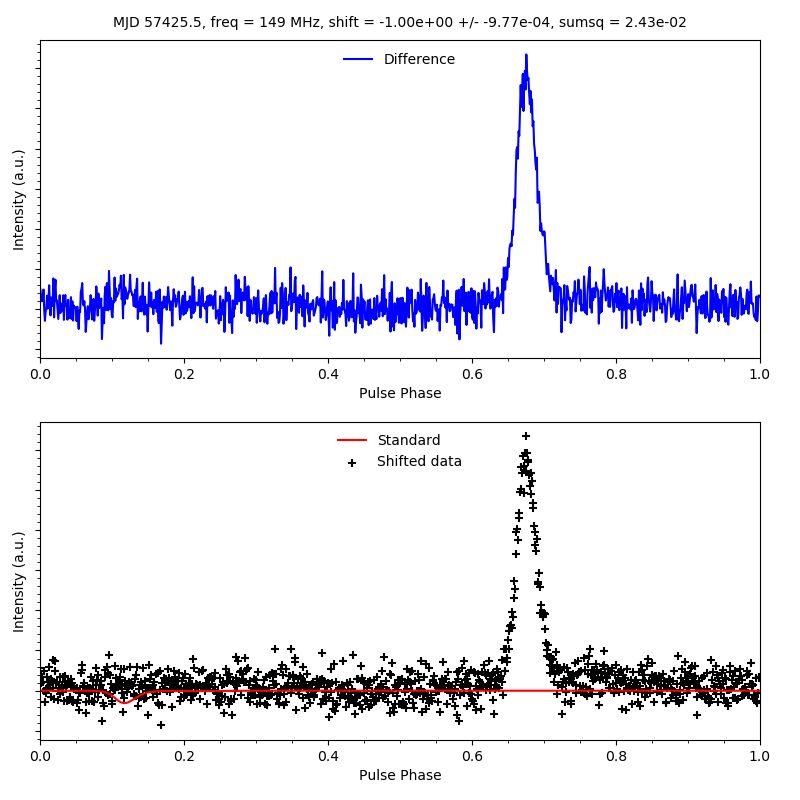 MJD 57425.5, freq = 149 MHz, shift = -1.00e+00 +/- -9.77e-04, sumsq = 2.43e-02
Difference
Intensity (a.u.)
0.0 0.2 0.4 0.6 0.8 1.0
Pulse Phase
Standard
Shifted data
Intensity (a.u.)
0.0 0.2 0.4 0.6 0.8 1.0
Pulse Phase